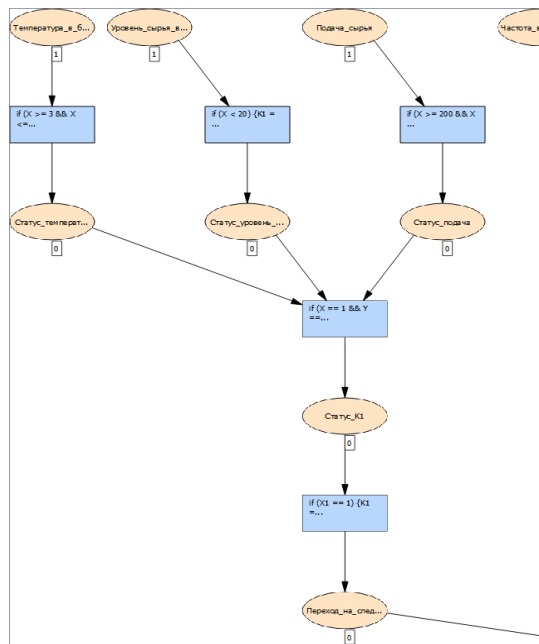 Температура_в_б...
Уровень_сырья_в...
Подача_сырья
Частота_в
1
1
1
if (X >= 3 && X
<=...
if (X < 20) {K1 =
...
if (X >= 200 && X
...
Статус_температ...
Статус_уровень_...
Статус_подача
0
0
0
if (X == 1 && Y
==...
Статус_K1
0
if (X1 == 1) {K1
=...
Переход_на_след...
0